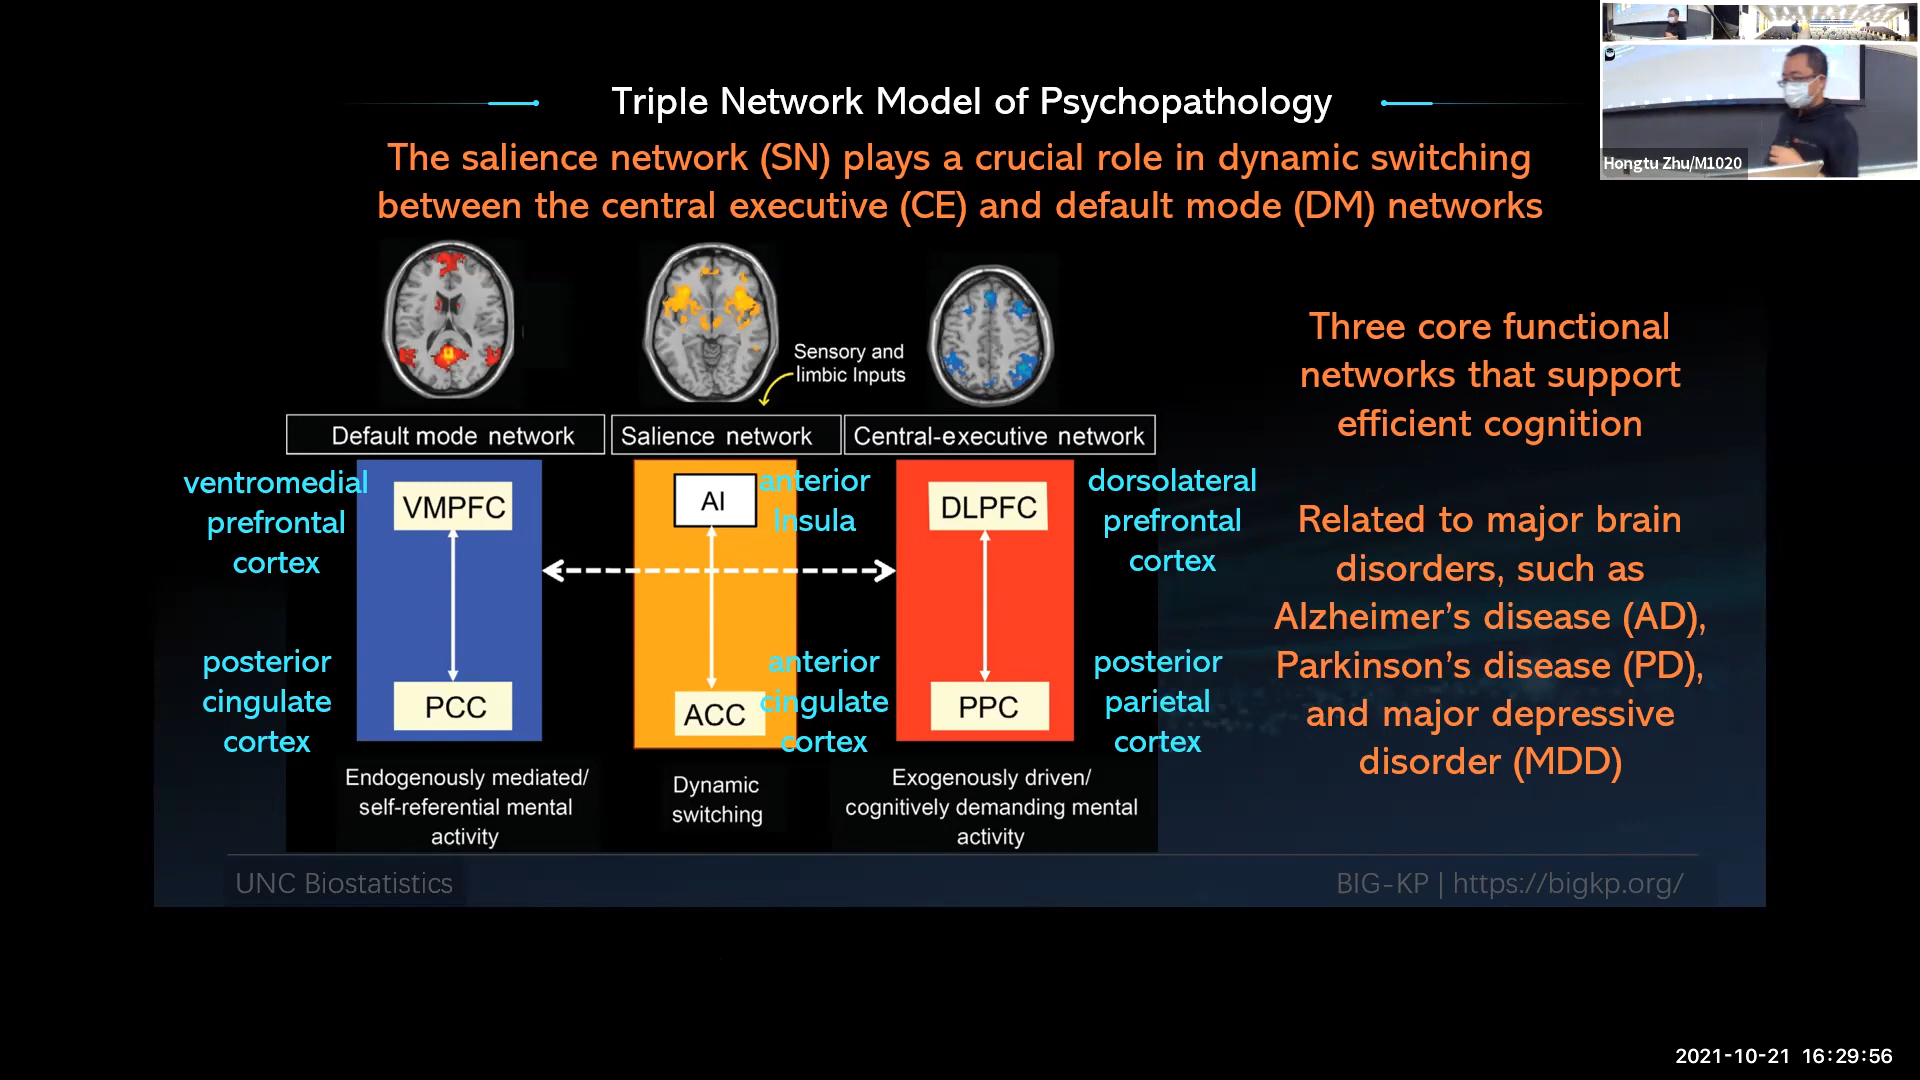 Hongtu Zhu/M1020
Triple Network Model of Psychopathology
The salience network (SN) plays a crucial role in dynamic switching
between the central executive (CE) and default mode (DM) networks
Sensory and
limbic Inputs
Default mode network
Salience network
Central-executive network
ventromedial
prefrontal
cortex
VMPFC
posterior
cingulate
cortex
PCC
Endogenously mediated/
self-referential mental
activity
AI
anterior
Insula
ACC
anterior
cingulate
cortex
Dynamic
switching
DLPFC
dorsolateral
prefrontal
cortex
PPC
posterior
parietal
cortex
Exogenously driven/
cognitively demanding mental
activity
Three core functional
networks that support
efficient cognition
Related to major brain
disorders, such as
Alzheimer's disease (AD),
Parkinson's disease (PD),
and major depressive
disorder (MDD)
UNC Biostatistics
BIG-KP | https://bigkp.org/
2021-10-21 16:29:56